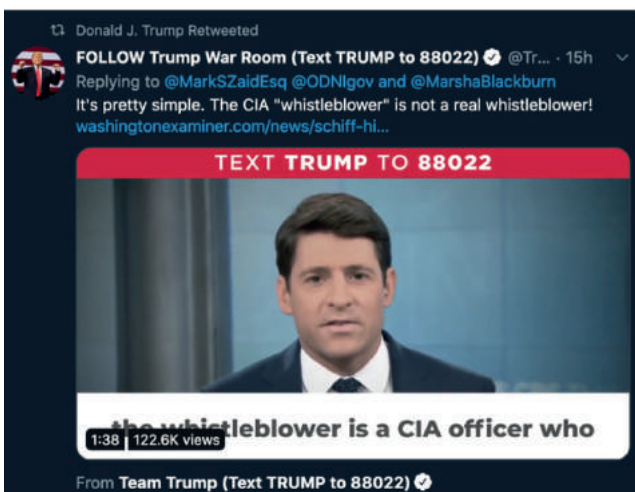 Donald J. Trump Retweeted
FOLLOW Trump War Room (Text TRUMP to 88022) @Tr... · 15h
Replying to @MarkSZaidEsq @ODNIgov and @MarshaBlackburn
It's pretty simple. The CIA "whistleblower" is not a real whistleblower!
washingtonexaminer.com/news/schiff-hi...
TEXT TRUMP TO 88022
the whistleblower is a CIA officer who
1:38 122.6K views
From Team Trump (Text TRUMP to 88022)